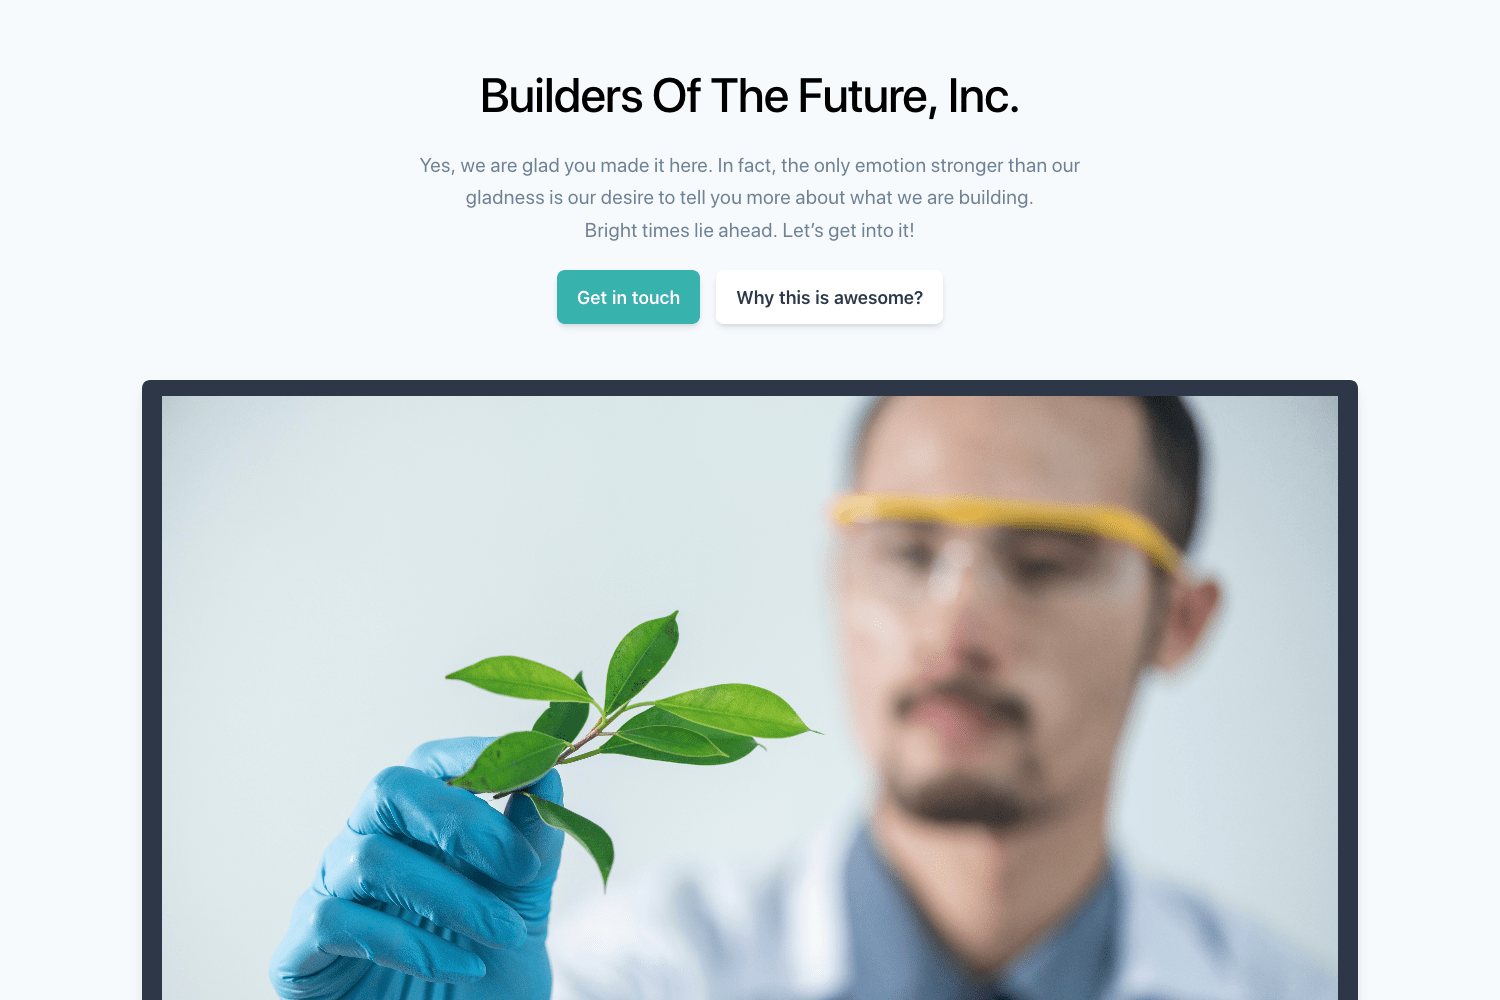 Builders Of The Future, Inc.
Yes, we are glad you made it here. In fact, the only emotion stronger than our
gladness is our desire to tell you more about what we are building.
Bright times lie ahead. Let’s get into it!
Get in touch
Why this is awesome?